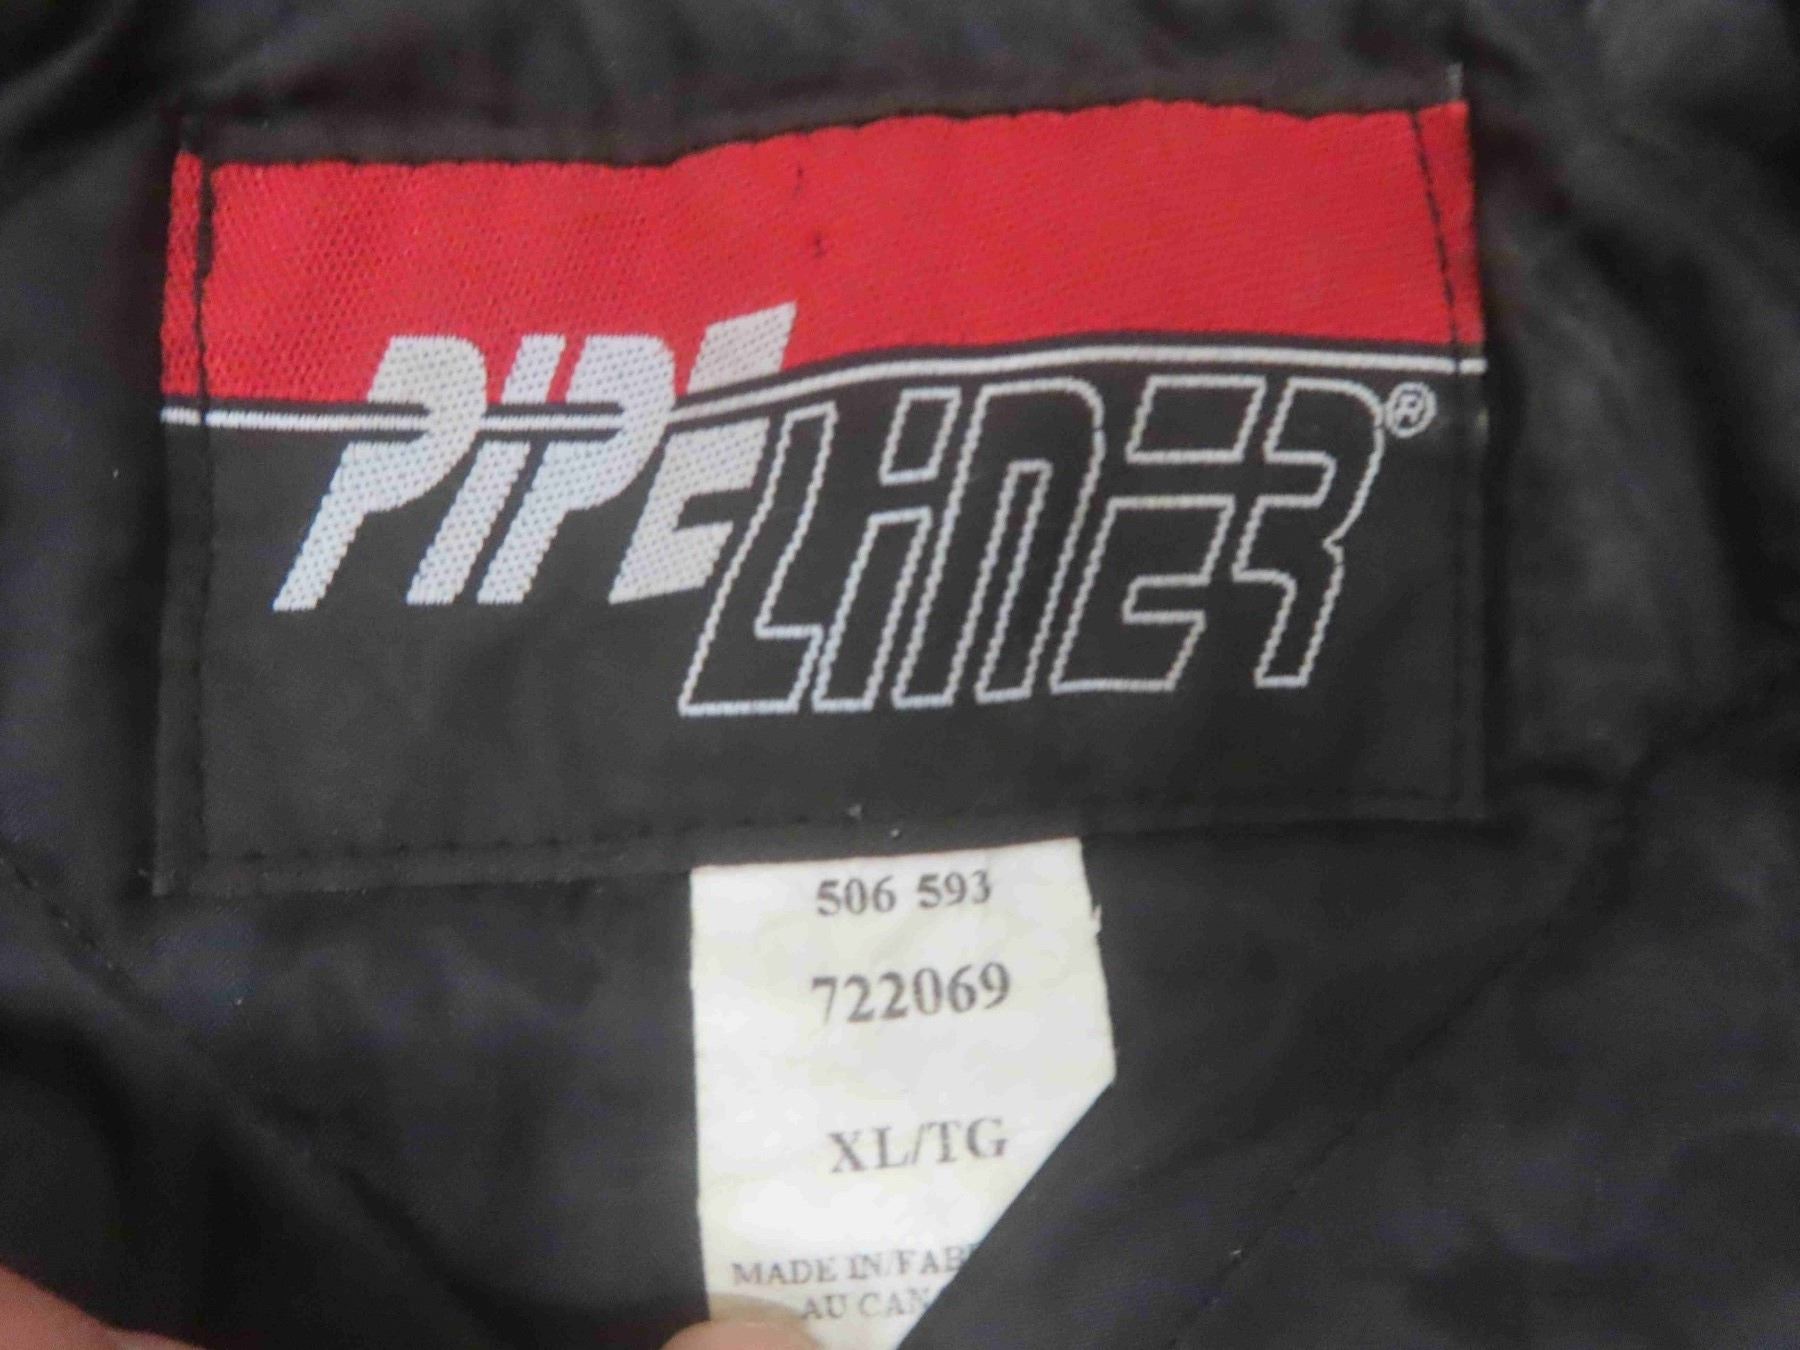 PIPELINER®
506 593
722069
XL/TG
MADE IN/FAB
AU CAN